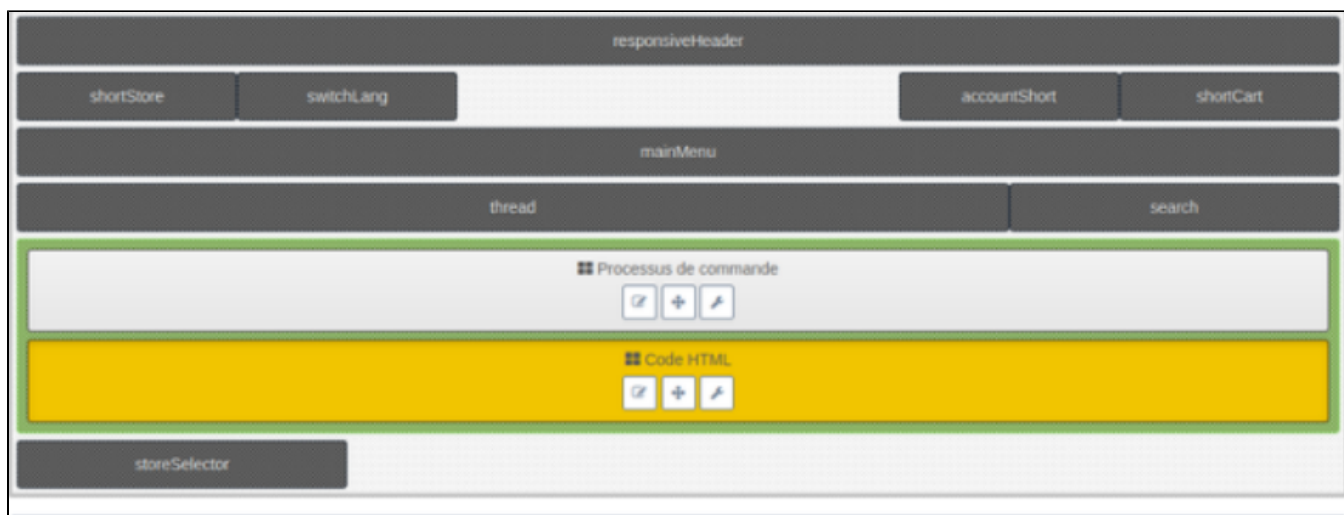 responsiveHeader
shortStore switchLang accountShort shortCart
mainMenu
thread search
Processus de commande
Code HTML
storeSelector